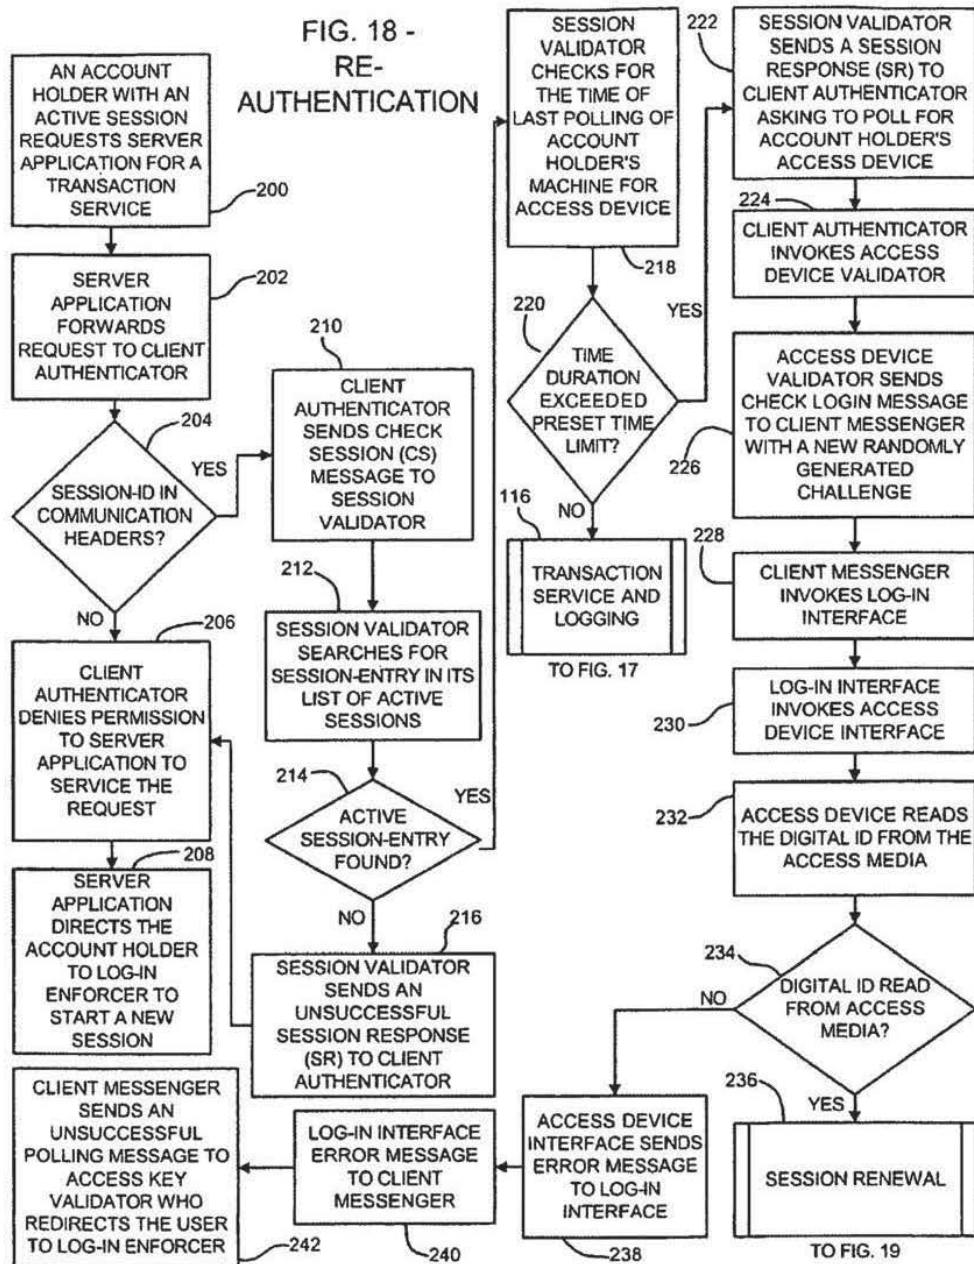 FIG. 18 -
RE-
AUTHENTICATION
AN ACCOUNT
HOLDER WITH AN
ACTIVE SESSION
REQUESTS SERVER
APPLICATION FOR A
TRANSACTION
SERVICE
200
SERVER
APPLICATION
FORWARDS
REQUEST TO CLIENT
AUTHENTICATOR
202
204
SESSION-ID IN
COMMUNICATION
HEADERS?
YES
NO
206
CLIENT
AUTHENTICATOR
DENIES PERMISSION
TO SERVER
APPLICATION TO
SERVICE THE
REQUEST
208
SERVER
APPLICATION
DIRECTS THE
ACCOUNT HOLDER
TO LOG-IN
ENFORCER TO
START A NEW
SESSION
210
CLIENT
AUTHENTICATOR
SENDS CHECK
SESSION (CS)
MESSAGE TO
SESSION
VALIDATOR
212
SESSION VALIDATOR
SEARCHES FOR
SESSION-ENTRY IN ITS
LIST OF ACTIVE
SESSIONS
214
ACTIVE
SESSION-ENTRY
FOUND?
YES
NO
216
SESSION VALIDATOR
SENDS AN
UNSUCCESSFUL
SESSION RESPONSE
(SR) TO CLIENT
AUTHENTICATOR
SESSION
VALIDATOR
CHECKS FOR
THE TIME OF
LAST POLLING OF
ACCOUNT
HOLDER'S
MACHINE FOR
ACCESS DEVICE
218
220
TIME
DURATION
EXCEEDED
PRESET TIME
LIMIT?
YES
NO
116
TRANSACTION
SERVICE AND
LOGGING
TO FIG. 17
222
SESSION VALIDATOR
SENDS A SESSION
RESPONSE (SR) TO
CLIENT AUTHENTICATOR
ASKING TO POLL FOR
ACCOUNT HOLDER'S
ACCESS DEVICE
224
CLIENT AUTHENTICATOR
INVOKES ACCESS
DEVICE VALIDATOR
ACCESS DEVICE
VALIDATOR SENDS
CHECK LOGIN MESSAGE
TO CLIENT MESSENGER
WITH A NEW RANDOMLY
GENERATED
CHALLENGE
226
228
CLIENT MESSENGER
INVOKES LOG-IN
INTERFACE
LOG-IN INTERFACE
INVOKES ACCESS
DEVICE INTERFACE
230
232
ACCESS DEVICE READS
THE DIGITAL ID FROM THE
ACCESS MEDIA
234
DIGITAL ID READ
FROM ACCESS
MEDIA?
NO
YES
236
SESSION RENEWAL
TO FIG. 19
ACCESS DEVICE
INTERFACE SENDS
ERROR MESSAGE
TO LOG-IN
INTERFACE
238
LOG-IN INTERFACE
ERROR MESSAGE
TO CLIENT
MESSENGER
240
CLIENT MESSENGER
SENDS AN
UNSUCCESSFUL
POLLING MESSAGE TO
ACCESS KEY
VALIDATOR WHO
REDIRECTS THE USER
TO LOG-IN ENFORCER
242